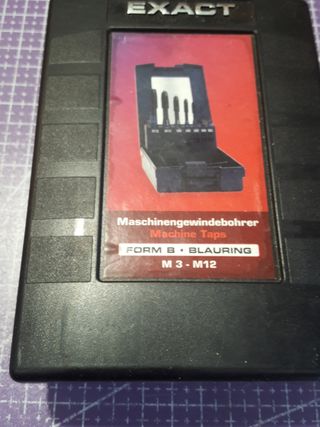 EXACT
Maschinengewindebohrer
Machine Taps
FORM B • BLAURING
M 3 - M12